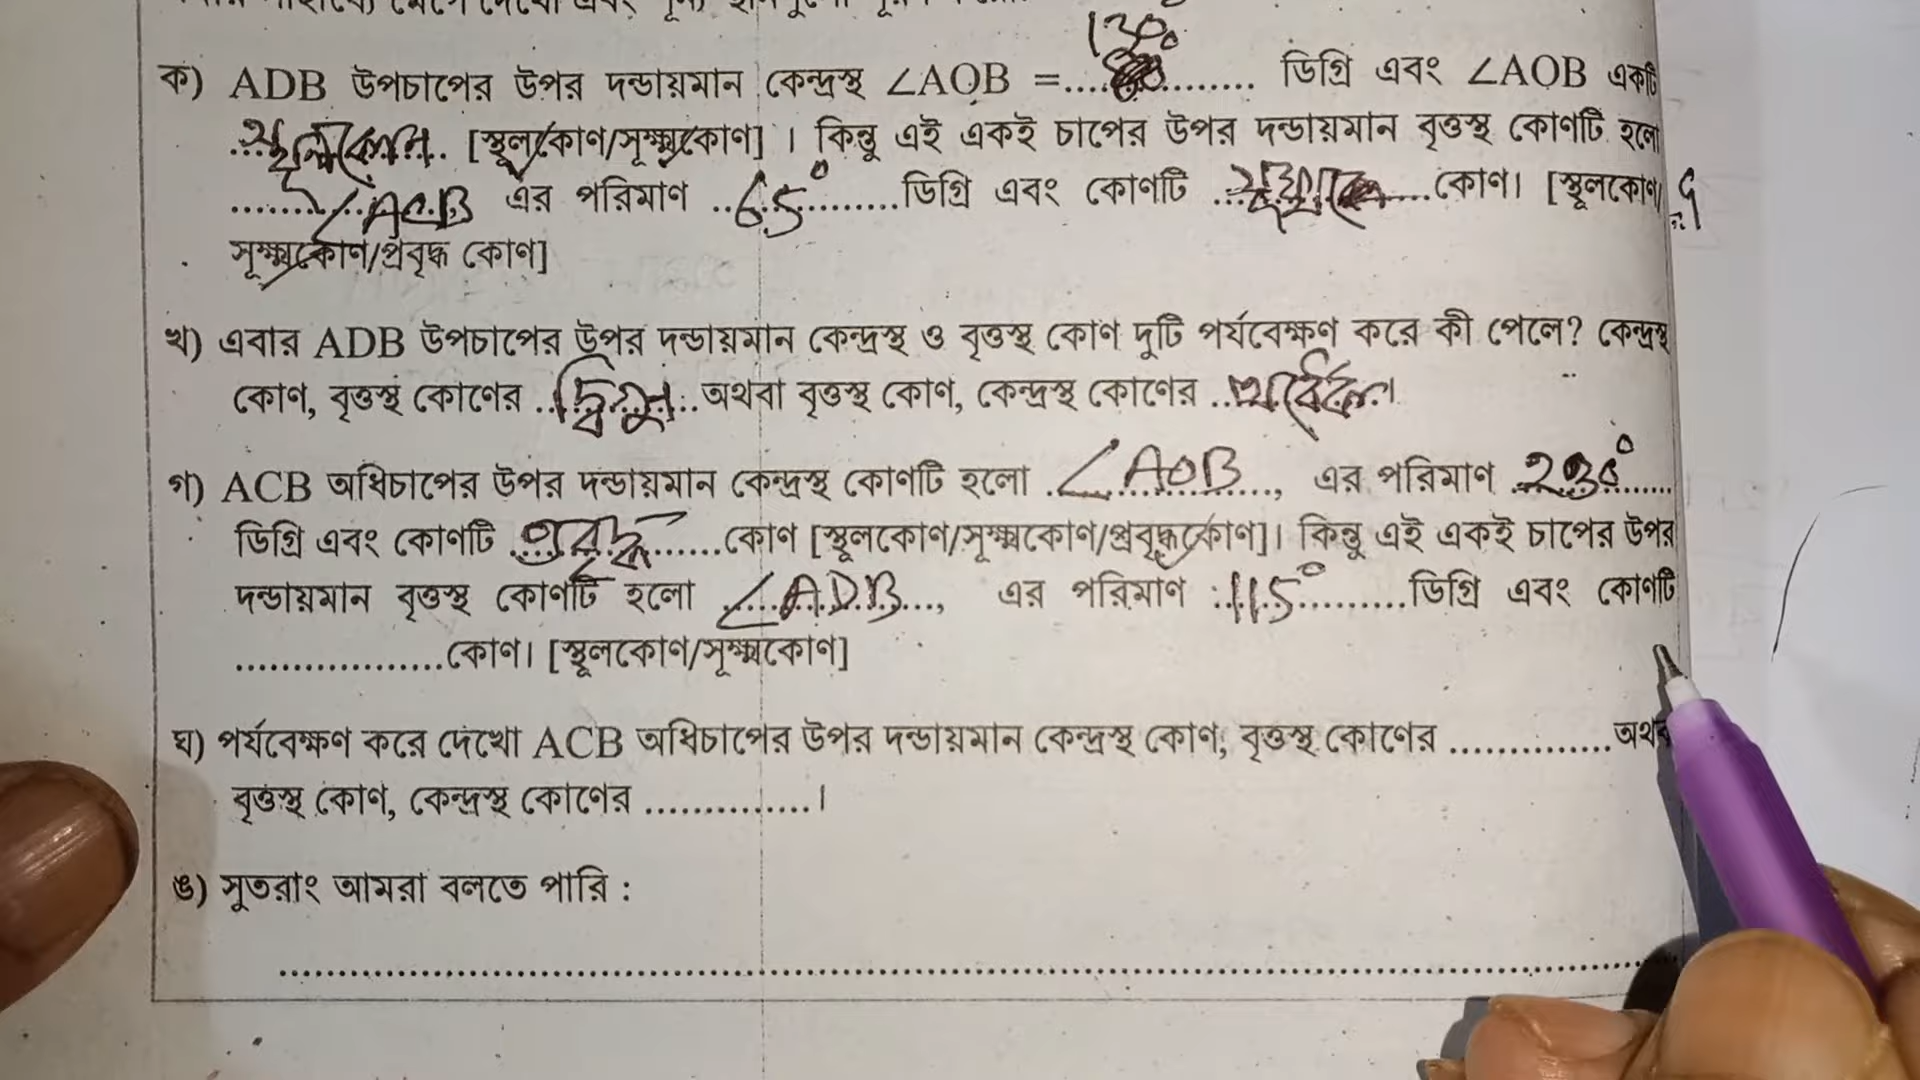 ক) ADB উপচাপের উপর দন্ডায়মান কেন্দ্রস্থ ∠AOB =....130°.......... ডিগ্রি এবং ∠AOB একটি
..স্থূলকোণ.. [স্থূলকোণ/সূক্ষ্মকোণ] । কিন্তু এই একই চাপের উপর দন্ডায়মান বৃত্তস্থ কোণটি হলো
........∠ACB এর পরিমাণ ..65°.........ডিগ্রি এবং কোণটি ..............কোণ। [স্থূলকোণ/
সূক্ষ্মকোণ/প্রবৃদ্ধ কোণ]
খ) এবার ADB উপচাপের উপর দন্ডায়মান কেন্দ্রস্থ ও বৃত্তস্থ কোণ দুটি পর্যবেক্ষণ করে কী পেলে? কেন্দ্রস্থ
কোণ, বৃত্তস্থ কোণের ..দ্বিগুণ..অথবা বৃত্তস্থ কোণ, কেন্দ্রস্থ কোণের ..অর্ধেক..।
গ) ACB অধিচাপের উপর দন্ডায়মান কেন্দ্রস্থ কোণটি হলো .∠AOB..., এর পরিমাণ ..230°.....
ডিগ্রি এবং কোণটি ..প্রবৃদ্ধ.......কোণ [স্থূলকোণ/সূক্ষ্মকোণ/প্রবৃদ্ধকোণ]। কিন্তু এই একই চাপের উপর
দন্ডায়মান বৃত্তস্থ কোণটি হলো ..∠ADB..., এর পরিমাণ ..115°.........ডিগ্রি এবং কোণটি
..................কোণ। [স্থূলকোণ/সূক্ষ্মকোণ]
ঘ) পর্যবেক্ষণ করে দেখো ACB অধিচাপের উপর দন্ডায়মান কেন্দ্রস্থ কোণ, বৃত্তস্থ কোণের ..............অথবা
বৃত্তস্থ কোণ, কেন্দ্রস্থ কোণের ..............।
ঙ) সুতরাং আমরা বলতে পারি :